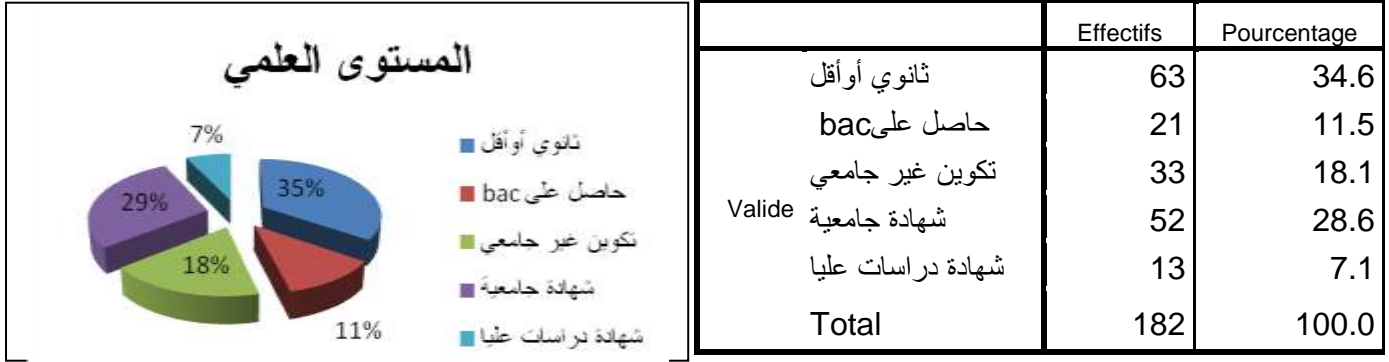 المستوى العلمي
7%
35%
29%
18%
11%
ثانوي أوأقل
حاصل على bac
تكوين غير جامعي
شهادة جامعية
شهادة دراسات عليا
Effectifs Pourcentage
Valide
ثانوي أوأقل 63 34.6
حاصل علىbac 21 11.5
تكوين غير جامعي 33 18.1
شهادة جامعية 52 28.6
شهادة دراسات عليا 13 7.1
Total 182 100.0